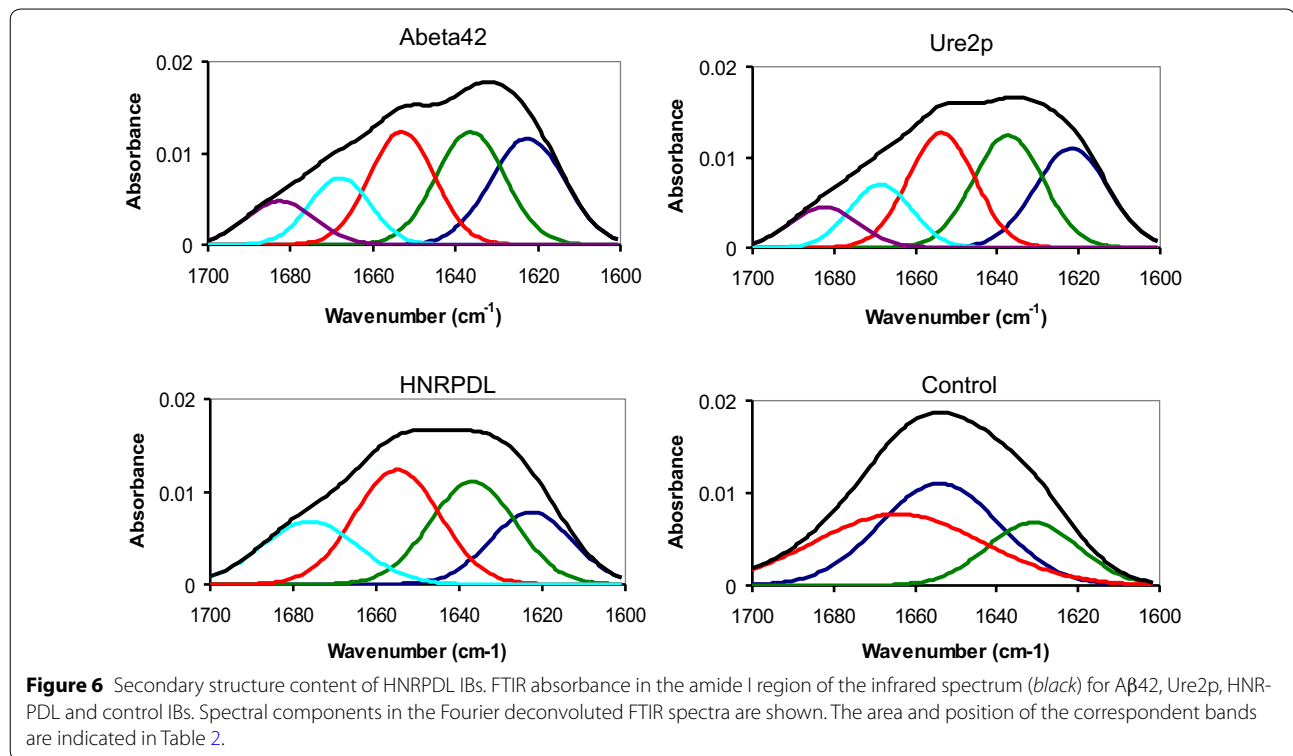 Abeta42
0.02
0.01
0
Absorbance
1700 1680 1660 1640 1620 1600
Wavenumber (cm-1)
Ure2p
0.02
0.01
0
Absorbance
1700 1680 1660 1640 1620 1600
Wavenumber (cm-1)
HNRPDL
0.02
0.01
0
Absorbance
1700 1680 1660 1640 1620 1600
Wavenumber (cm-1)
Control
0.02
0.01
0
Abosrbance
1700 1680 1660 1640 1620 1600
Wavenumber (cm-1)
Figure 6 Secondary structure content of HNRPDL IBs. FTIR absorbance in the amide I region of the infrared spectrum (black) for Aβ42, Ure2p, HNR-
PDL and control IBs. Spectral components in the Fourier deconvoluted FTIR spectra are shown. The area and position of the correspondent bands
are indicated in Table 2.